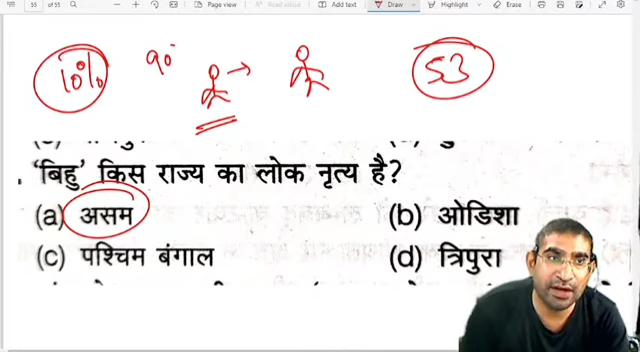 55 of 55
Page view
Read aloud
Add text
Draw
Highlight
Erase
10% 90 53
'बिहु' किस राज्य का लोक नृत्य है?
(a) असम (b) ओडिशा
(c) पश्चिम बंगाल (d) त्रिपुरा